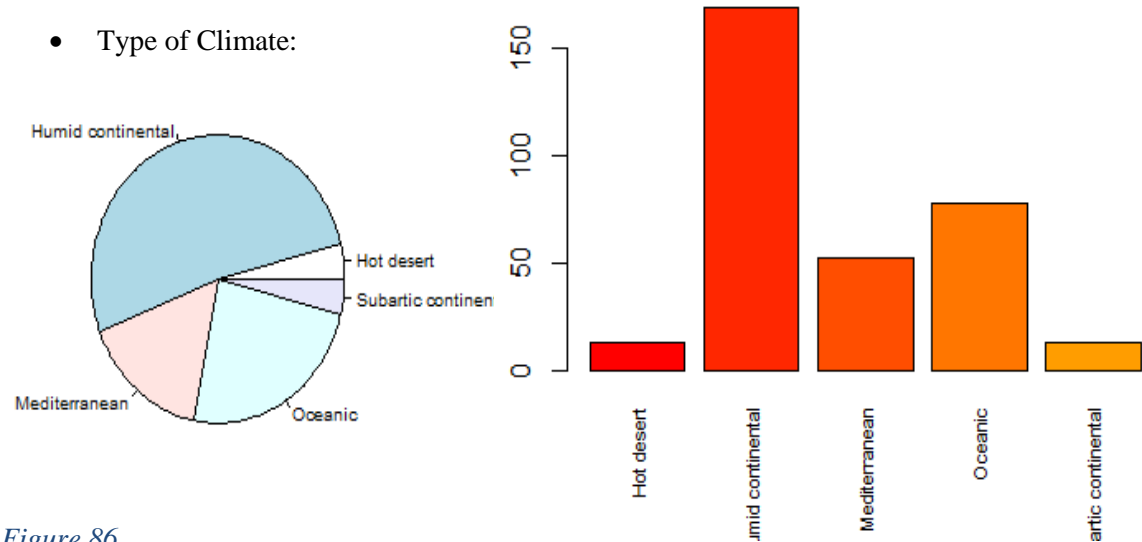 • Type of Climate:
Humid continental
Hot desert
Subartic continen
Mediterranean
Oceanic
150
100
50
0
Hot desert
umid continental
Mediterranean
Oceanic
artic continental
Figure 86